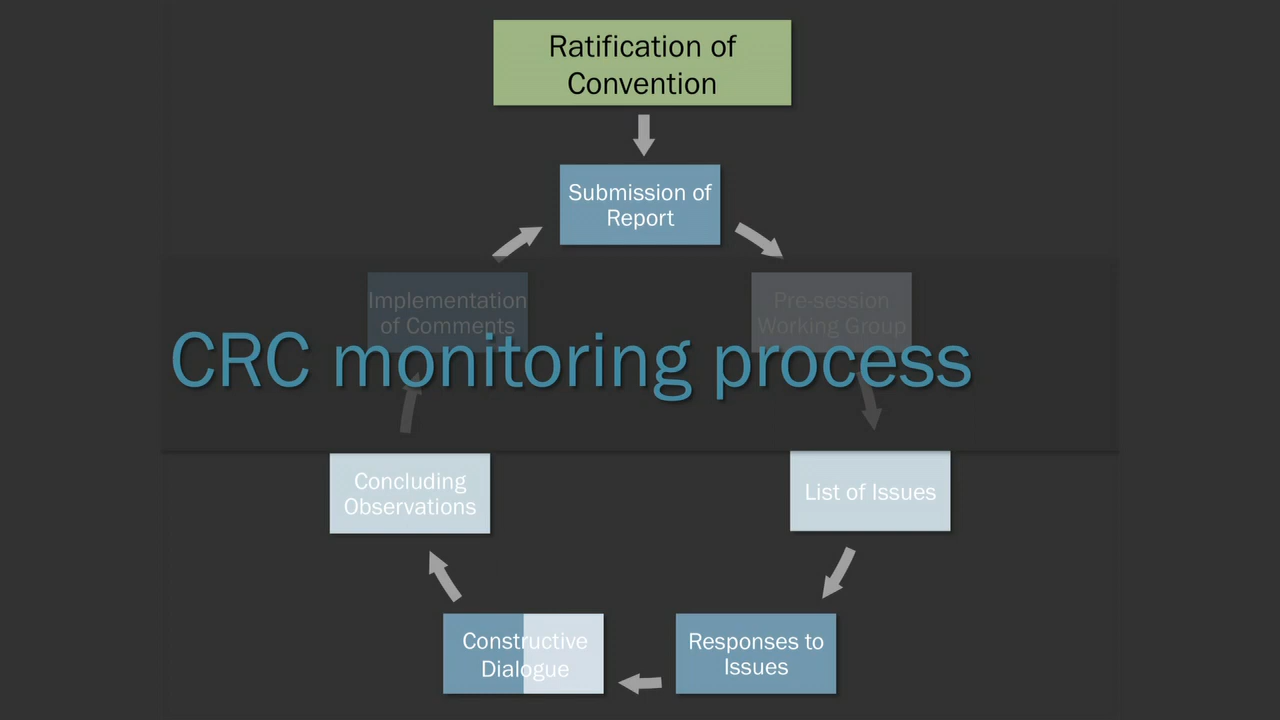 Ratification of
Convention
Submission of
Report
Implementation
of Comments
Pre-session
Working Group
CRC monitoring process
Concluding
Observations
List of Issues
Constructive
Dialogue
Responses to
Issues